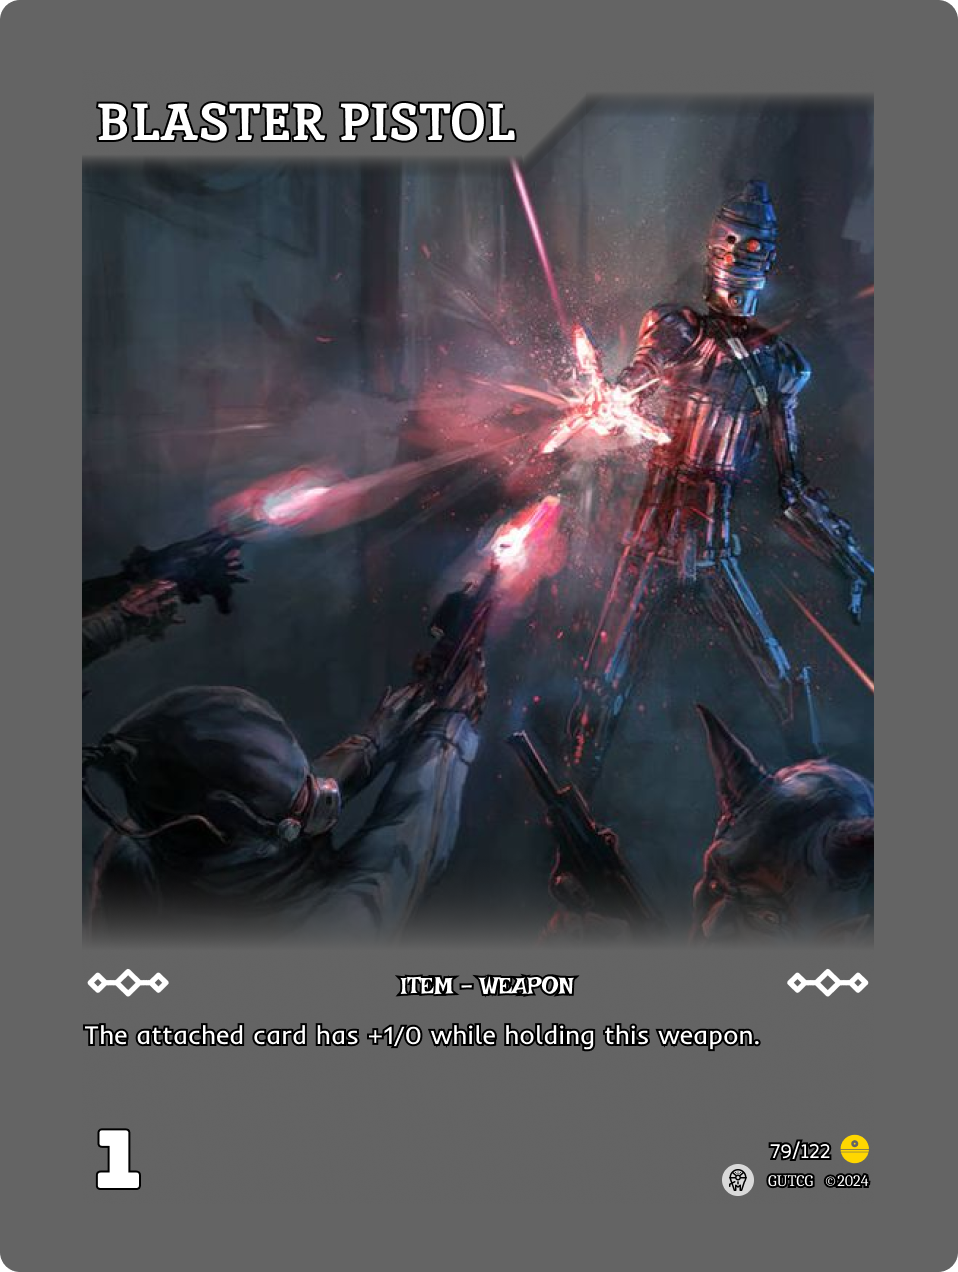 BLASTER PISTOL
ITEM – WEAPON
The attached card has +1/0 while holding this weapon.
1
79/122
GUTCG ©2024